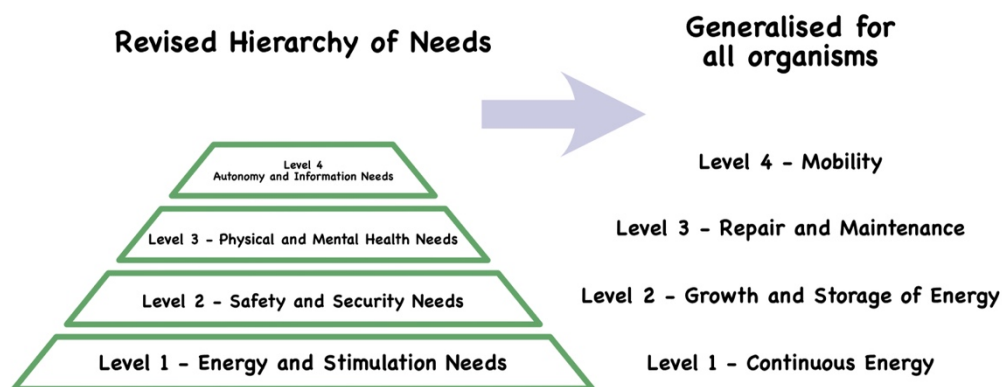 Revised Hierarchy of Needs
Level 4
Autonomy and Information Needs
Level 3 - Physical and Mental Health Needs
Level 2 - Safety and Security Needs
Level 1 - Energy and Stimulation Needs
Generalised for
all organisms
Level 4 - Mobility
Level 3 - Repair and Maintenance
Level 2 - Growth and Storage of Energy
Level 1 - Continuous Energy